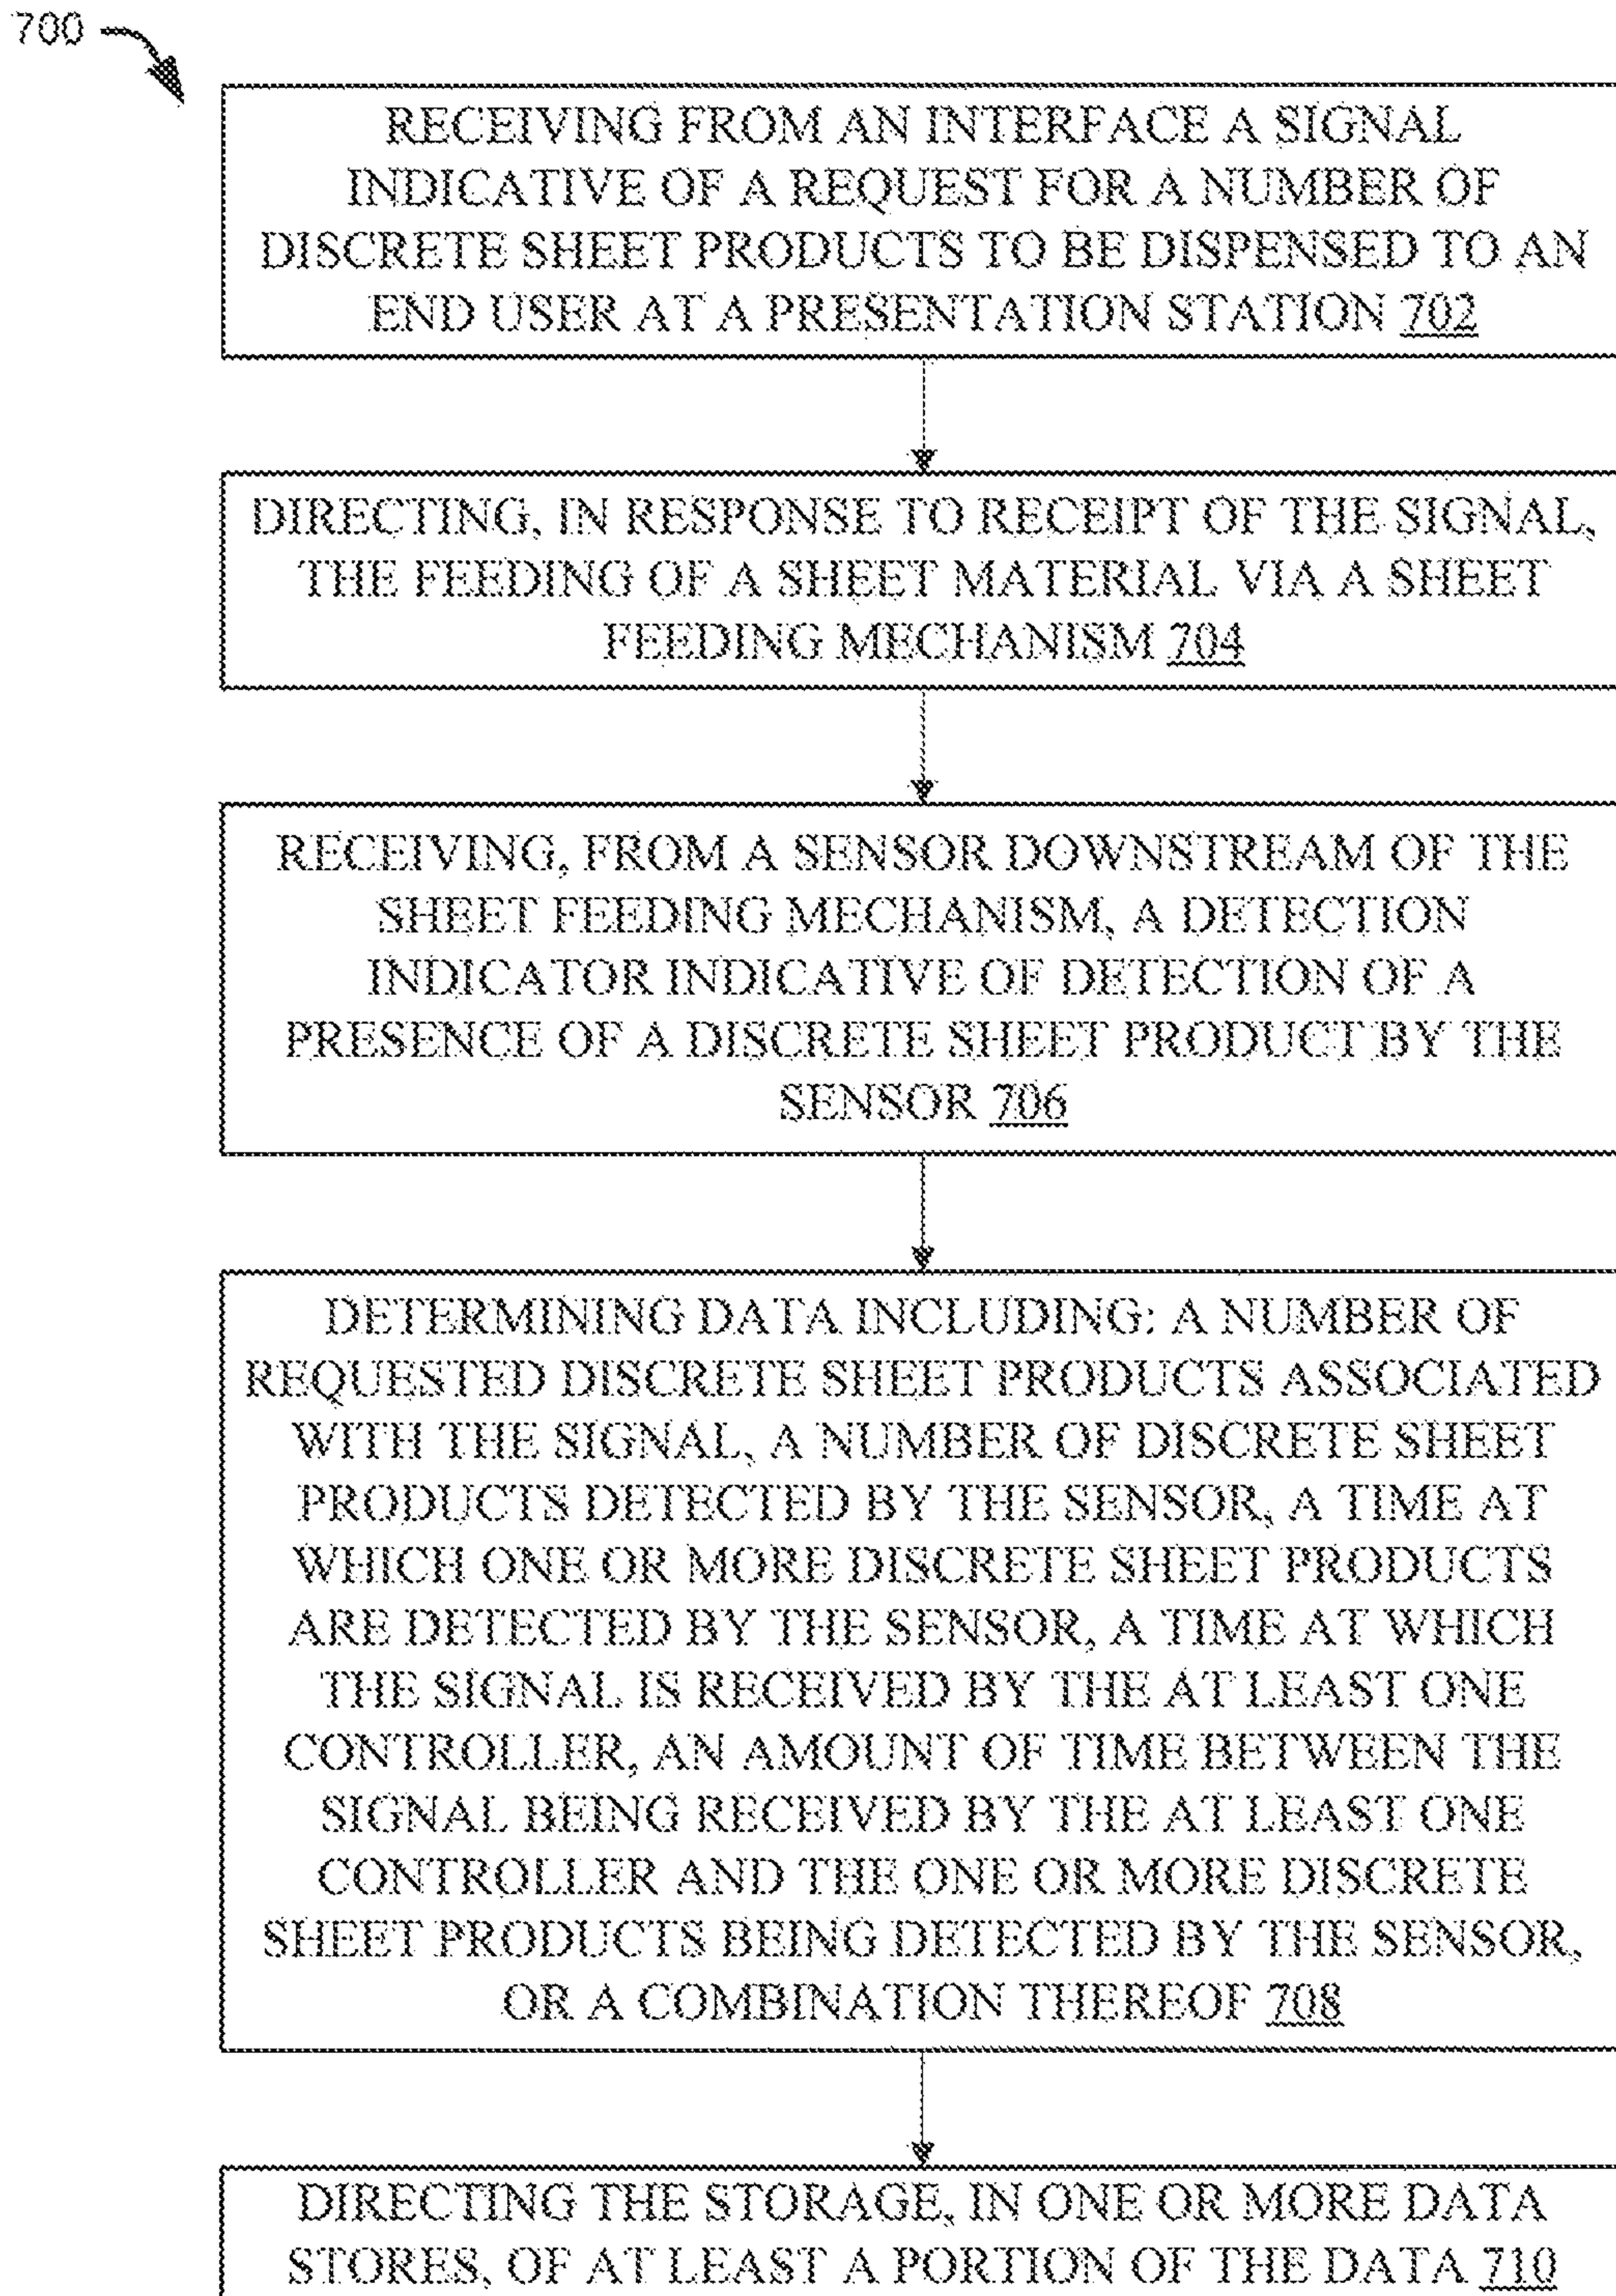 700
RECEIVING FROM AN INTERFACE A SIGNAL
INDICATIVE OF A REQUEST FOR A NUMBER OF
DISCRETE SHEET PRODUCTS TO BE DISPENSED TO AN
END USER AT A PRESENTATION STATION 702
DIRECTING, IN RESPONSE TO RECEIPT OF THE SIGNAL,
THE FEEDING OF A SHEET MATERIAL VIA A SHEET
FEEDING MECHANISM 704
RECEIVING, FROM A SENSOR DOWNSTREAM OF THE
SHEET FEEDING MECHANISM, A DETECTION
INDICATOR INDICATIVE OF DETECTION OF A
PRESENCE OF A DISCRETE SHEET PRODUCT BY THE
SENSOR 706
DETERMINING DATA INCLUDING: A NUMBER OF
REQUESTED DISCRETE SHEET PRODUCTS ASSOCIATED
WITH THE SIGNAL, A NUMBER OF DISCRETE SHEET
PRODUCTS DETECTED BY THE SENSOR, A TIME AT
WHICH ONE OR MORE DISCRETE SHEET PRODUCTS
ARE DETECTED BY THE SENSOR, A TIME AT WHICH
THE SIGNAL IS RECEIVED BY THE AT LEAST ONE
CONTROLLER, AN AMOUNT OF TIME BETWEEN THE
SIGNAL BEING RECEIVED BY THE AT LEAST ONE
CONTROLLER AND THE ONE OR MORE DISCRETE
SHEET PRODUCTS BEING DETECTED BY THE SENSOR,
OR A COMBINATION THEREOF 708
DIRECTING THE STORAGE, IN ONE OR MORE DATA
STORES, OF AT LEAST A PORTION OF THE DATA 710